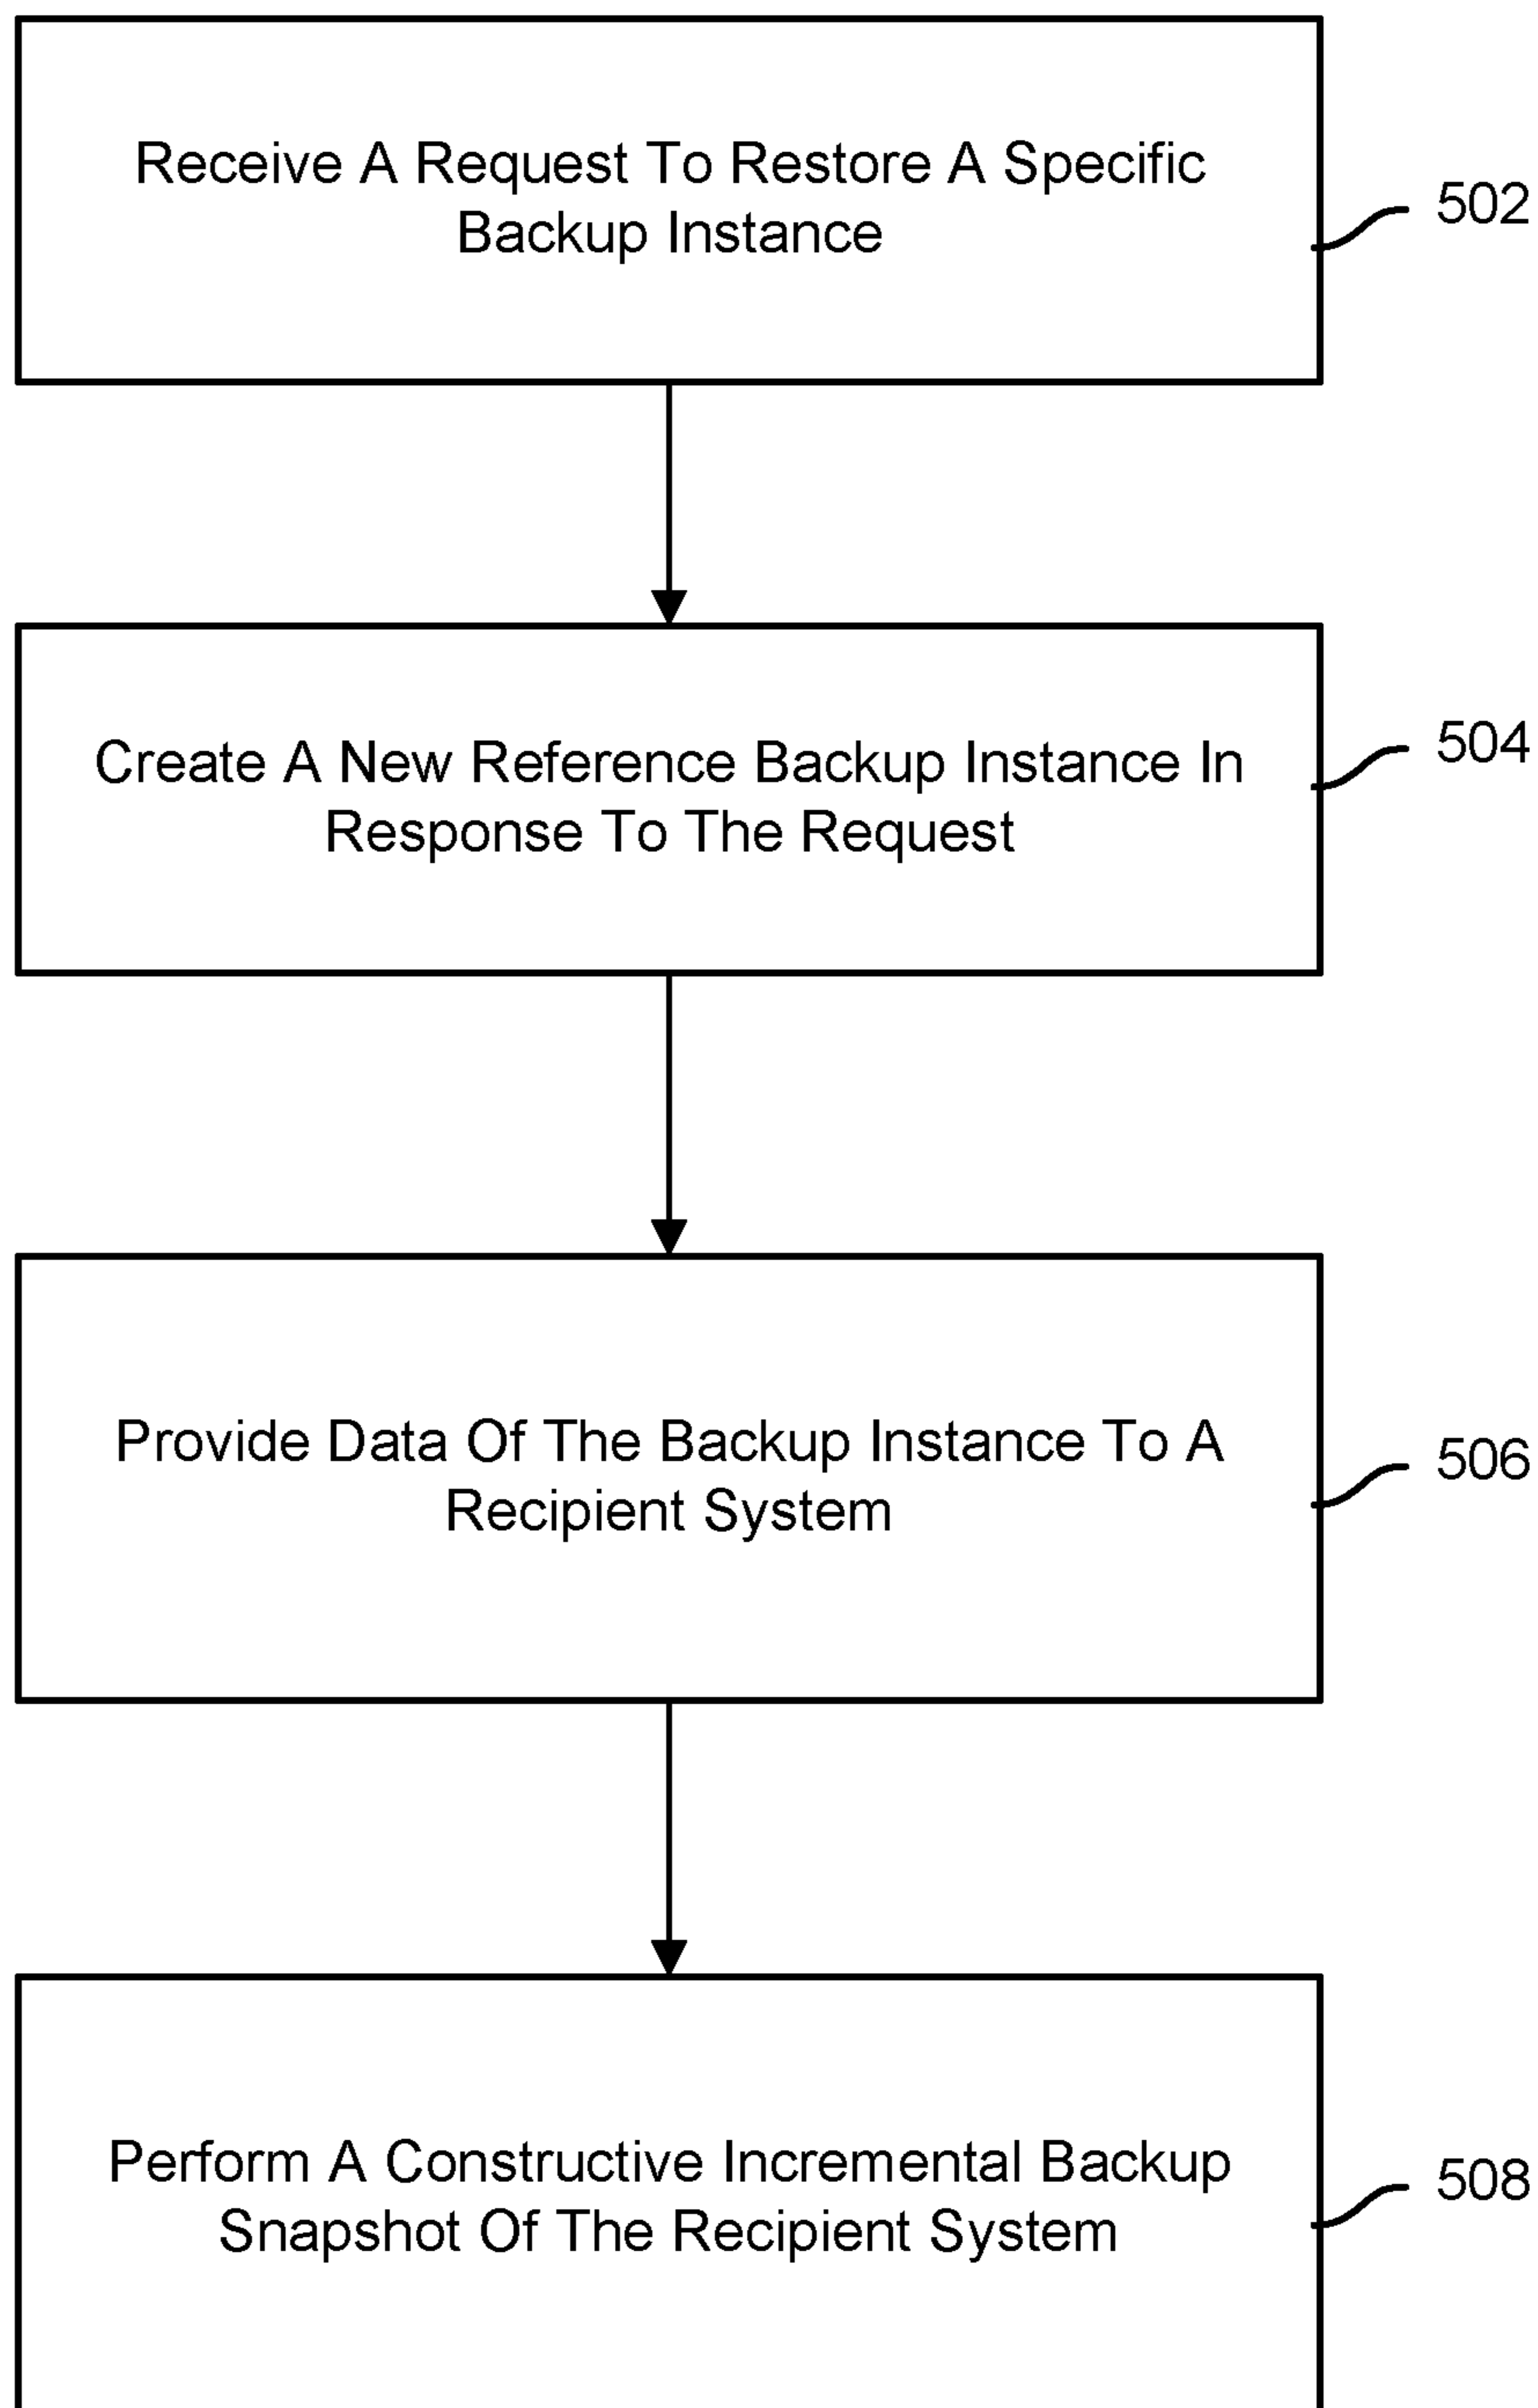 Receive A Request To Restore A Specific
Backup Instance
502
Create A New Reference Backup Instance In
Response To The Request
504
Provide Data Of The Backup Instance To A
Recipient System
506
Perform A Constructive Incremental Backup
Snapshot Of The Recipient System
508